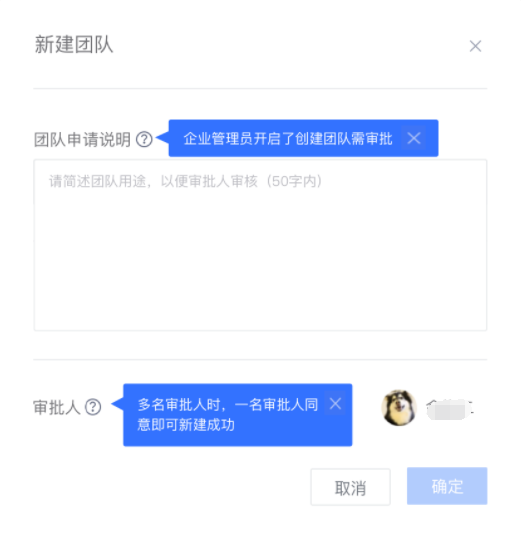 新建团队
团队申请说明
企业管理员开启了创建团队需审批
请简述团队用途，以便审批人审核（50字内）
审批人
多名审批人时，一名审批人同
意即可新建成功
取消
确定